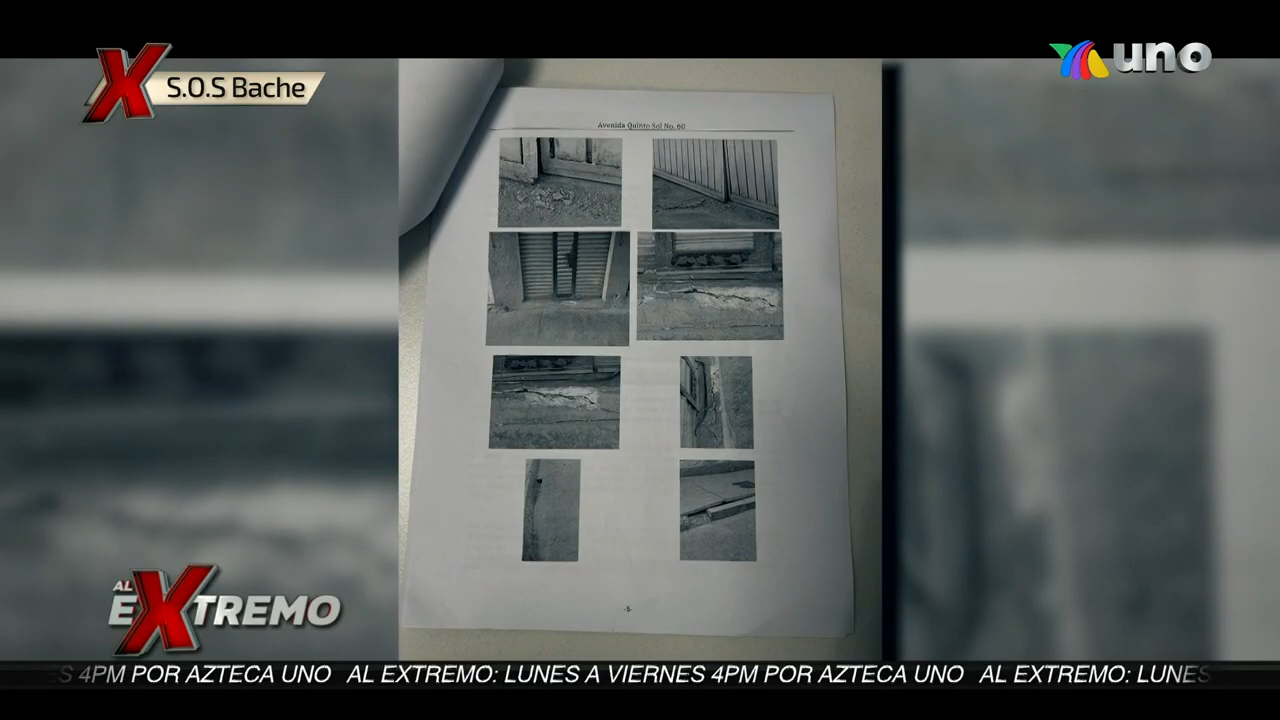 S.O.S Bache
uno
Avenida Quinto Sol No. 60
-5-
AL EXTREMO
S 4PM POR AZTECA UNO AL EXTREMO: LUNES A VIERNES 4PM POR AZTECA UNO AL EXTREMO: LUNES